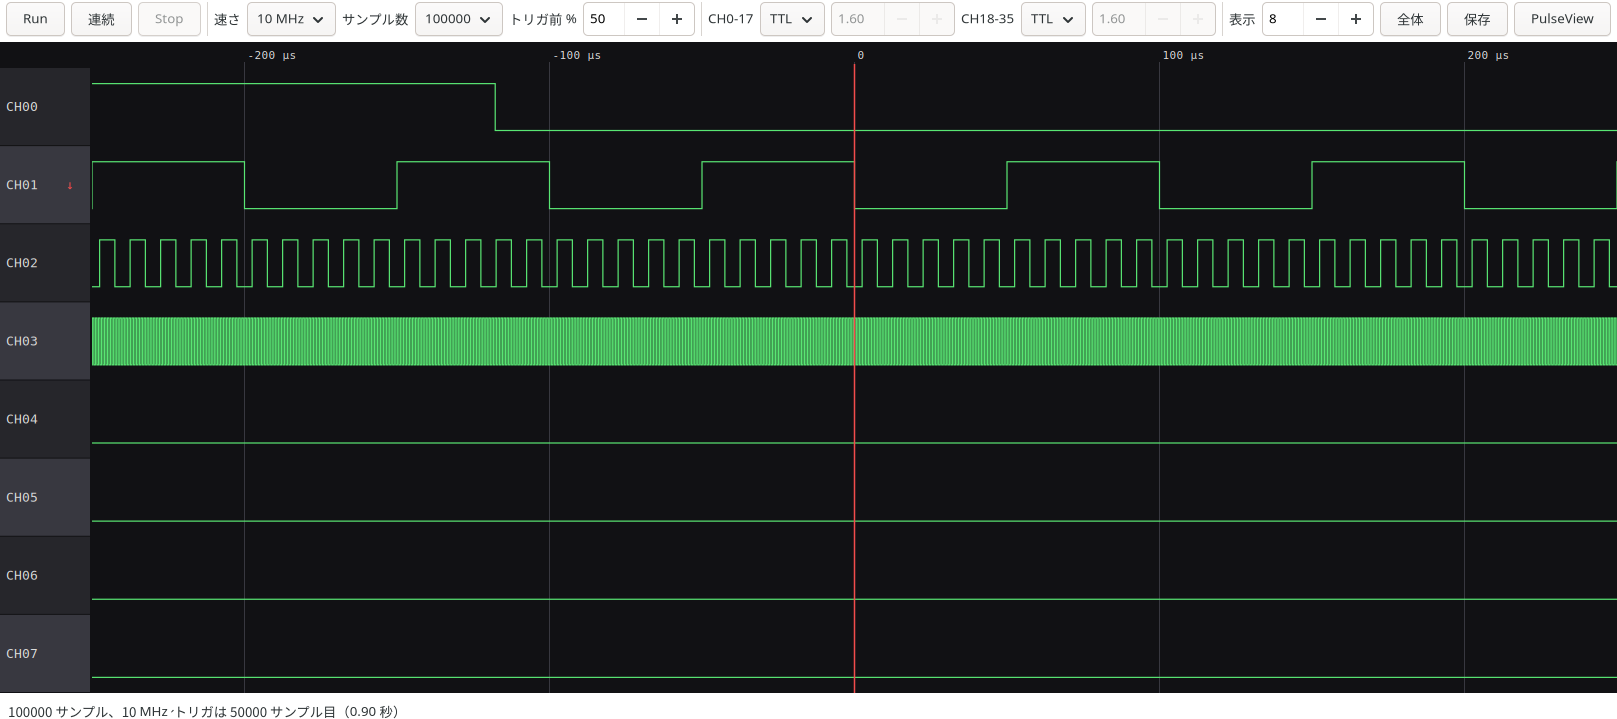 Run 連続 Stop 速さ 10 MHz サンプル数 100000 トリガ前 % 50 − + CH0-17 TTL 1.60 − + CH18-35 TTL 1.60 − + 表示 8 − + 全体 保存 PulseView
-200 µs -100 µs 0 100 µs 200 µs
CH00
CH01 ↓
CH02
CH03
CH04
CH05
CH06
CH07
100000 サンプル、10 MHz・トリガは 50000 サンプル目（0.90 秒）